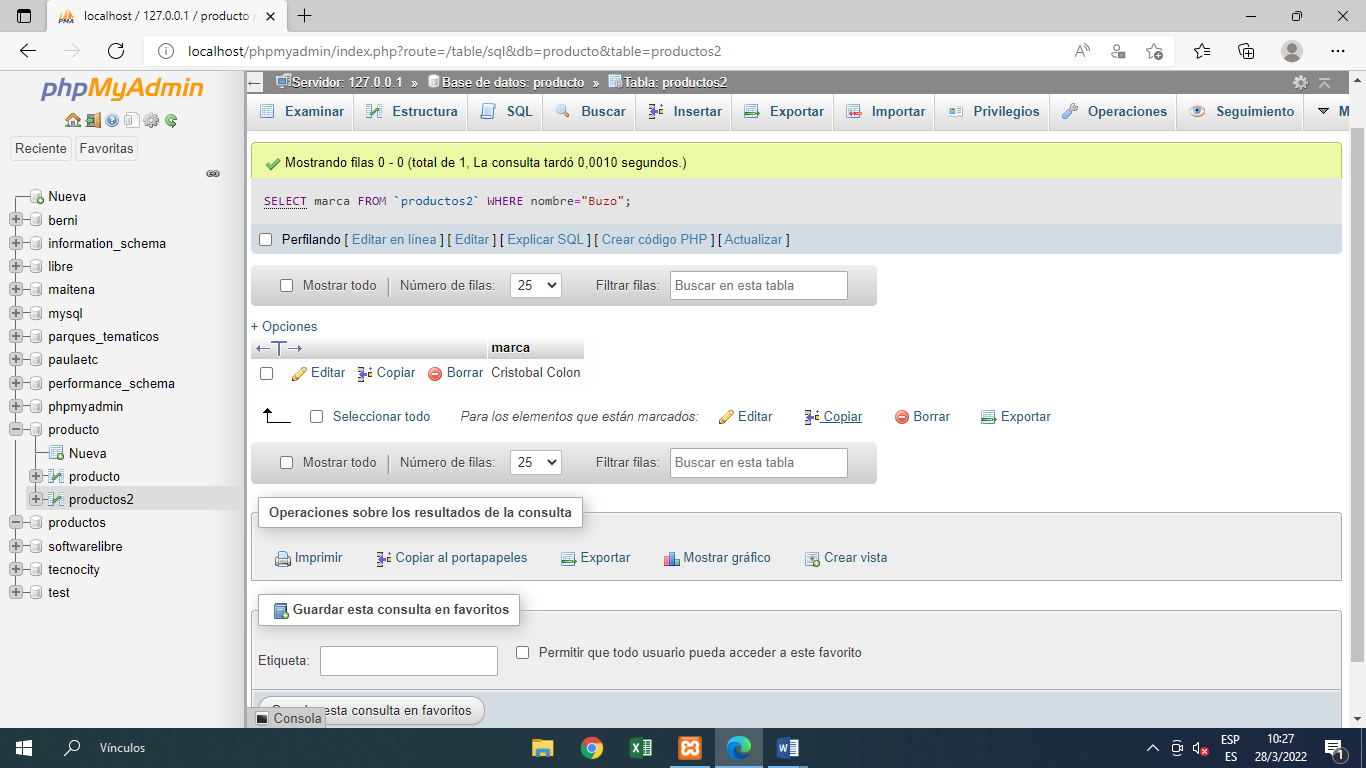 localhost / 127.0.0.1 / producto /
localhost/phpmyadmin/index.php?route=/table/sql&db=producto&table=productos2
phpMyAdmin
Reciente Favoritas
Nueva
berni
information_schema
libre
maitena
mysql
parques_tematicos
paulaetc
performance_schema
phpmyadmin
producto
Nueva
producto
productos2
productos
softwarelibre
tecnocity
test
Servidor: 127.0.0.1 » Base de datos: producto » Tabla: productos2
Examinar Estructura SQL Buscar Insertar Exportar Importar Privilegios Operaciones Seguimiento M
Mostrando filas 0 - 0 (total de 1, La consulta tardó 0,0010 segundos.)
SELECT marca FROM `productos2` WHERE nombre="Buzo";
Perfilando [ Editar en línea ] [ Editar ] [ Explicar SQL ] [ Crear código PHP ] [ Actualizar ]
Mostrar todo | Número de filas: 25 Filtrar filas: Buscar en esta tabla
+ Opciones
←T→ marca
Editar Copiar Borrar Cristobal Colon
Seleccionar todo Para los elementos que están marcados: Editar Copiar Borrar Exportar
Mostrar todo | Número de filas: 25 Filtrar filas: Buscar en esta tabla
Operaciones sobre los resultados de la consulta
Imprimir Copiar al portapapeles Exportar Mostrar gráfico Crear vista
Guardar esta consulta en favoritos
Etiqueta: Permitir que todo usuario pueda acceder a este favorito
esta consulta en favoritos
Consola
Vínculos
ESP
ES
10:27
28/3/2022
1